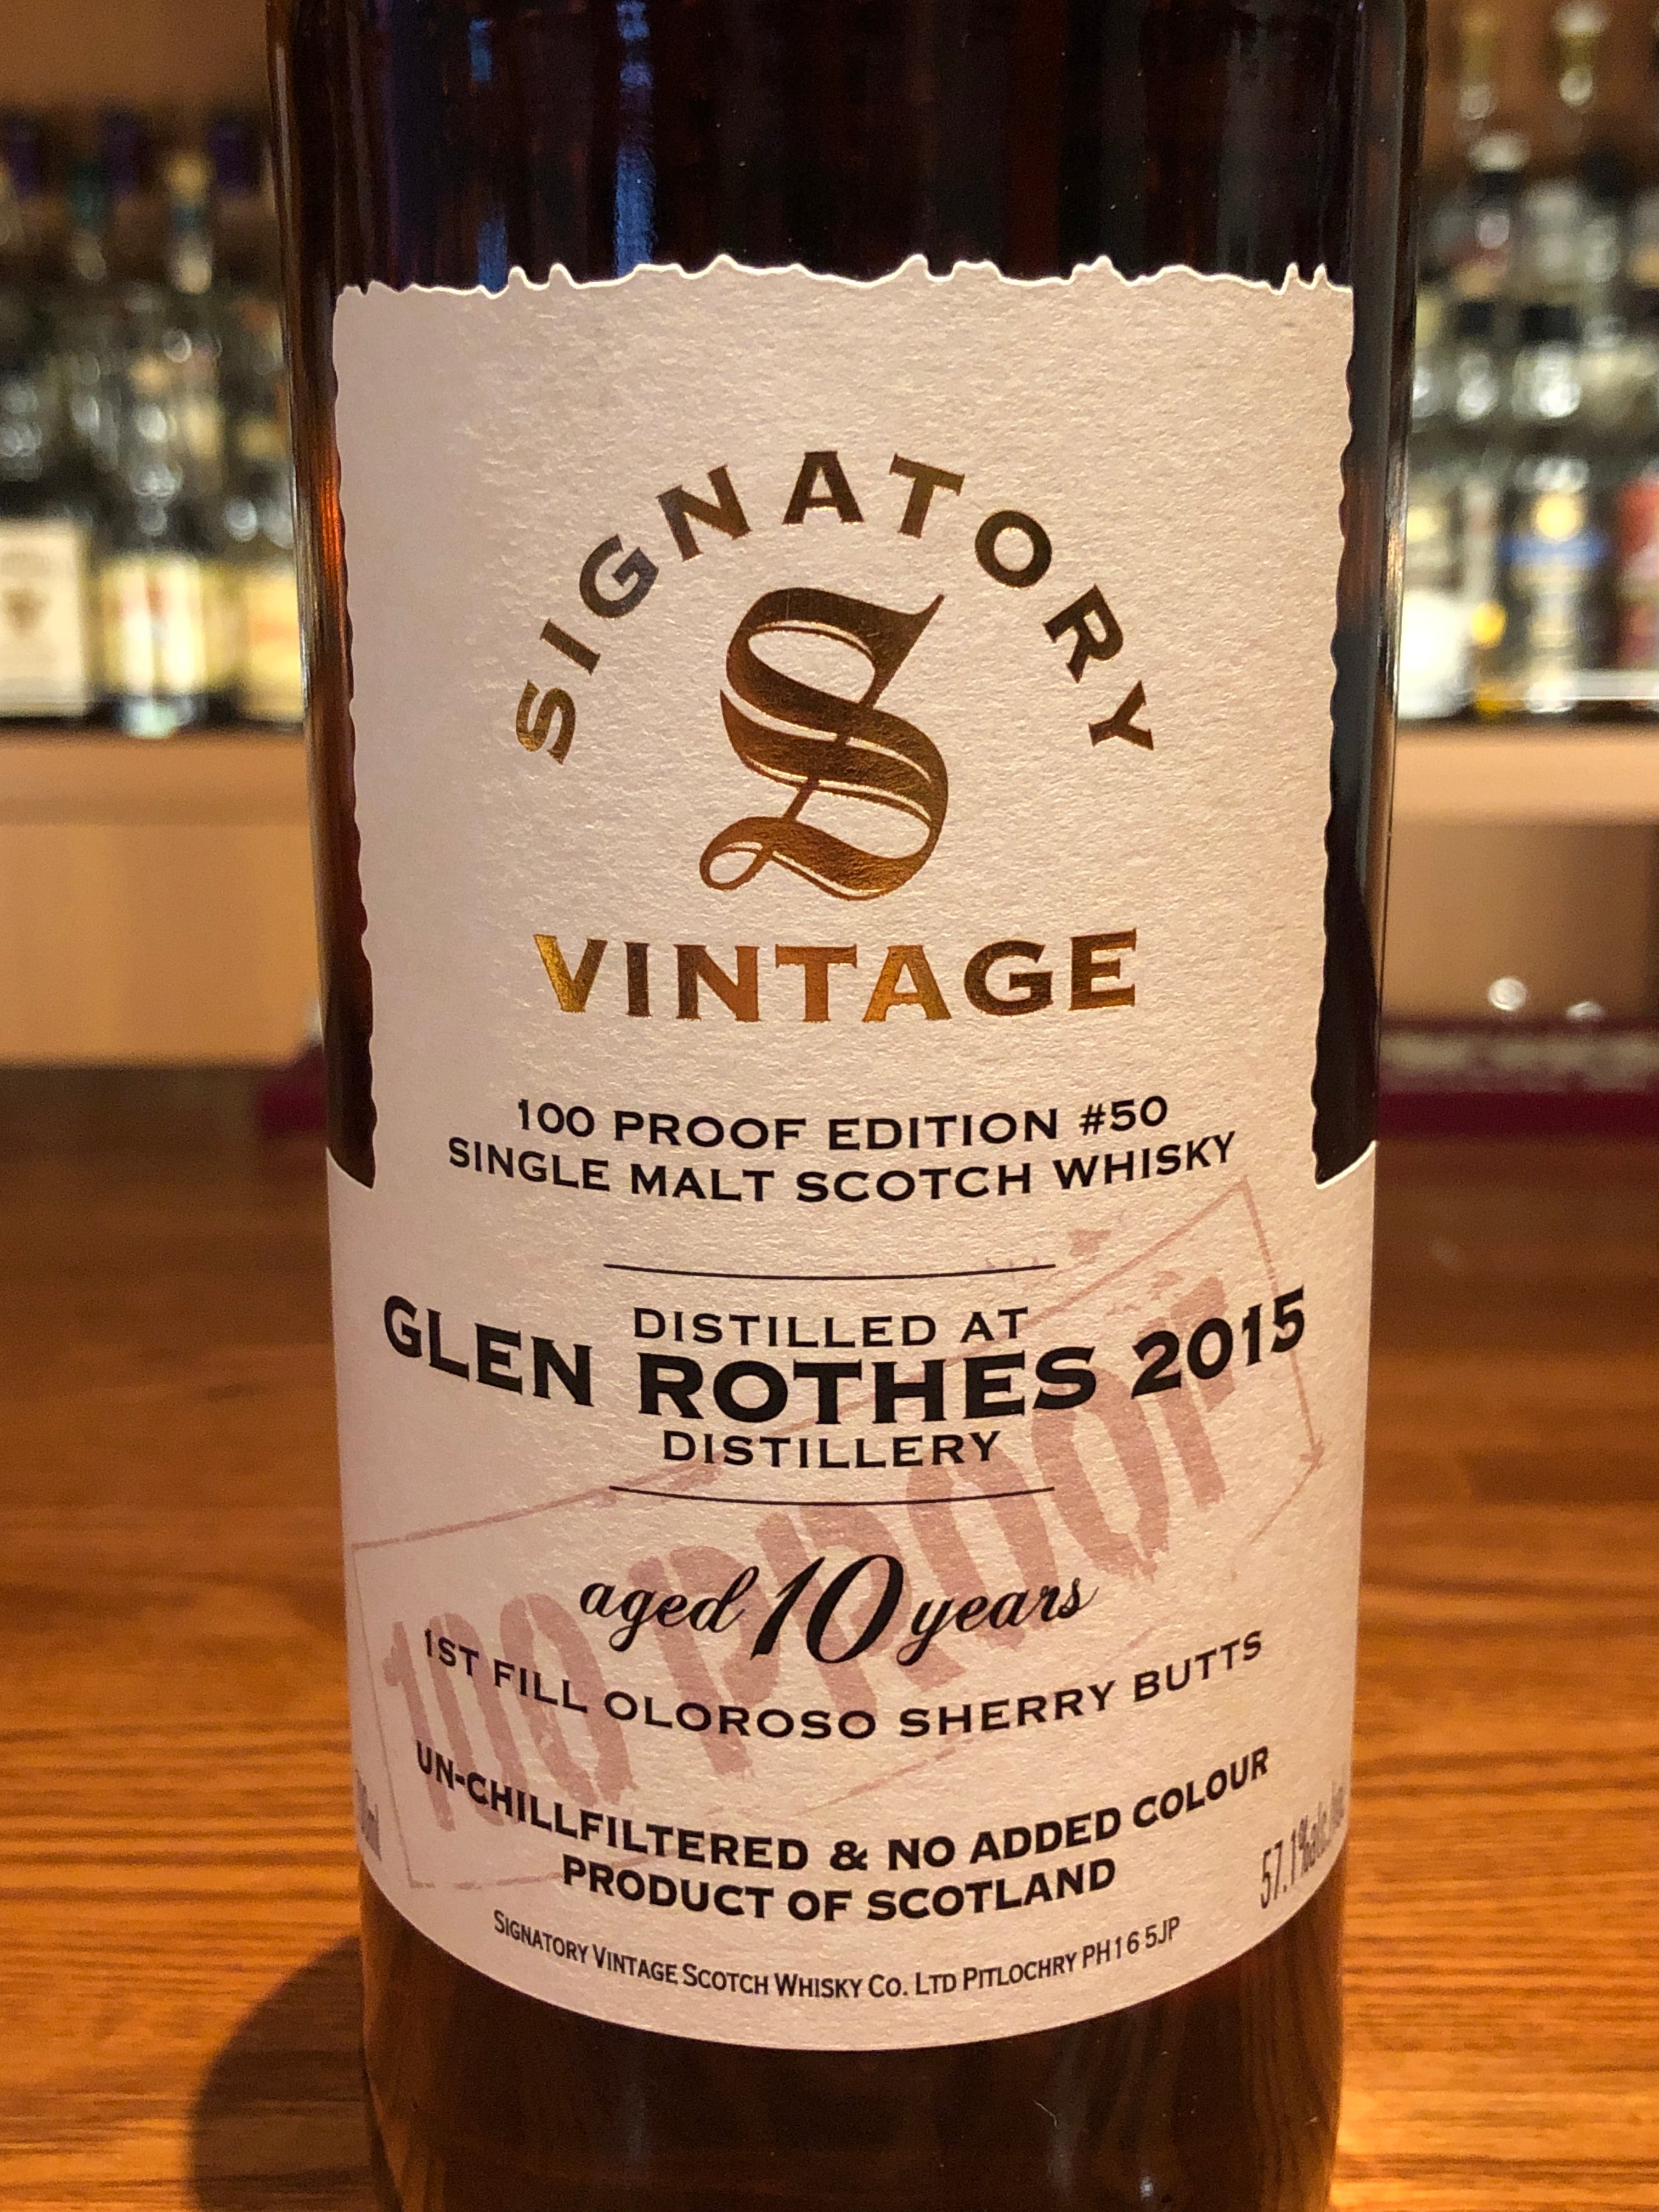 SIGNATORY
S
VINTAGE
100 PROOF EDITION #50
SINGLE MALT SCOTCH WHISKY
DISTILLED AT
GLEN ROTHES 2015
DISTILLERY
100 PROOF
aged 10 years
1ST FILL OLOROSO SHERRY BUTTS
UN-CHILLFILTERED & NO ADDED COLOUR
PRODUCT OF SCOTLAND
57.1%
SIGNATORY VINTAGE SCOTCH WHISKY CO. LTD PITLOCHRY PH16 5JP